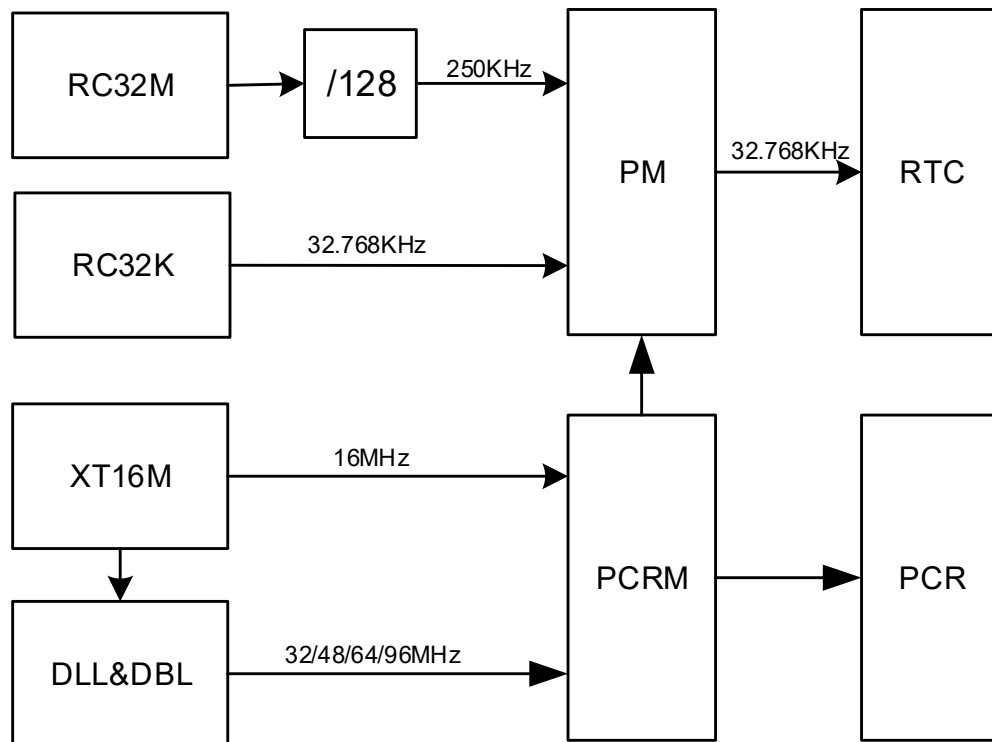 RC32M
/128
250KHz
PM
32.768KHz
RTC
RC32K
32.768KHz
XT16M
16MHz
PCRM
PCR
DLL&DBL
32/48/64/96MHz